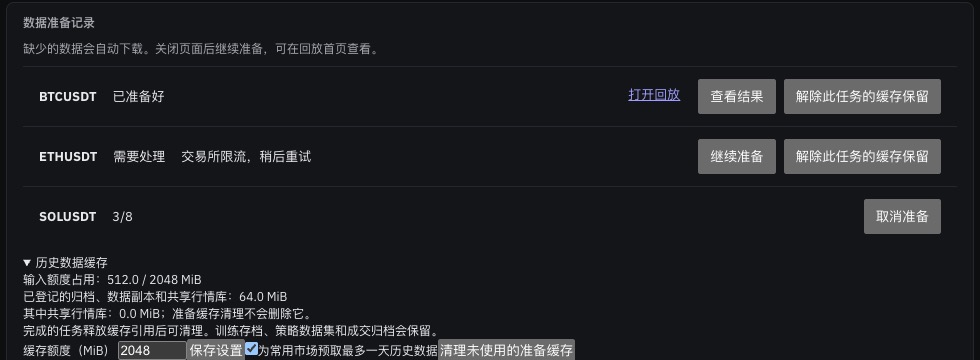 数据准备记录
缺少的数据会自动下载。关闭页面后继续准备，可在回放首页查看。
BTCUSDT 已准备好 打开回放 查看结果 解除此任务的缓存保留
ETHUSDT 需要处理 交易所限流，稍后重试 继续准备 解除此任务的缓存保留
SOLUSDT 3/8 取消准备
▼ 历史数据缓存
输入额度占用：512.0 / 2048 MiB
已登记的归档、数据副本和共享行情库：64.0 MiB
其中共享行情库：0.0 MiB；准备缓存清理不会删除它。
完成的任务释放缓存引用后可清理。训练存档、策略数据集和成交归档会保留。
缓存额度（MiB） 2048 保存设置 为常用市场预取最多一天历史数据 清理未使用的准备缓存